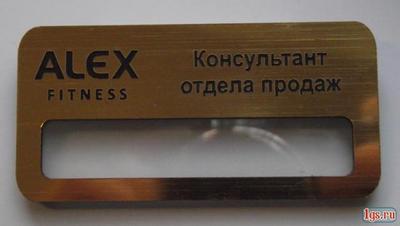 ALEX
FITNESS
Консультант
отдела продаж
1gs.ru